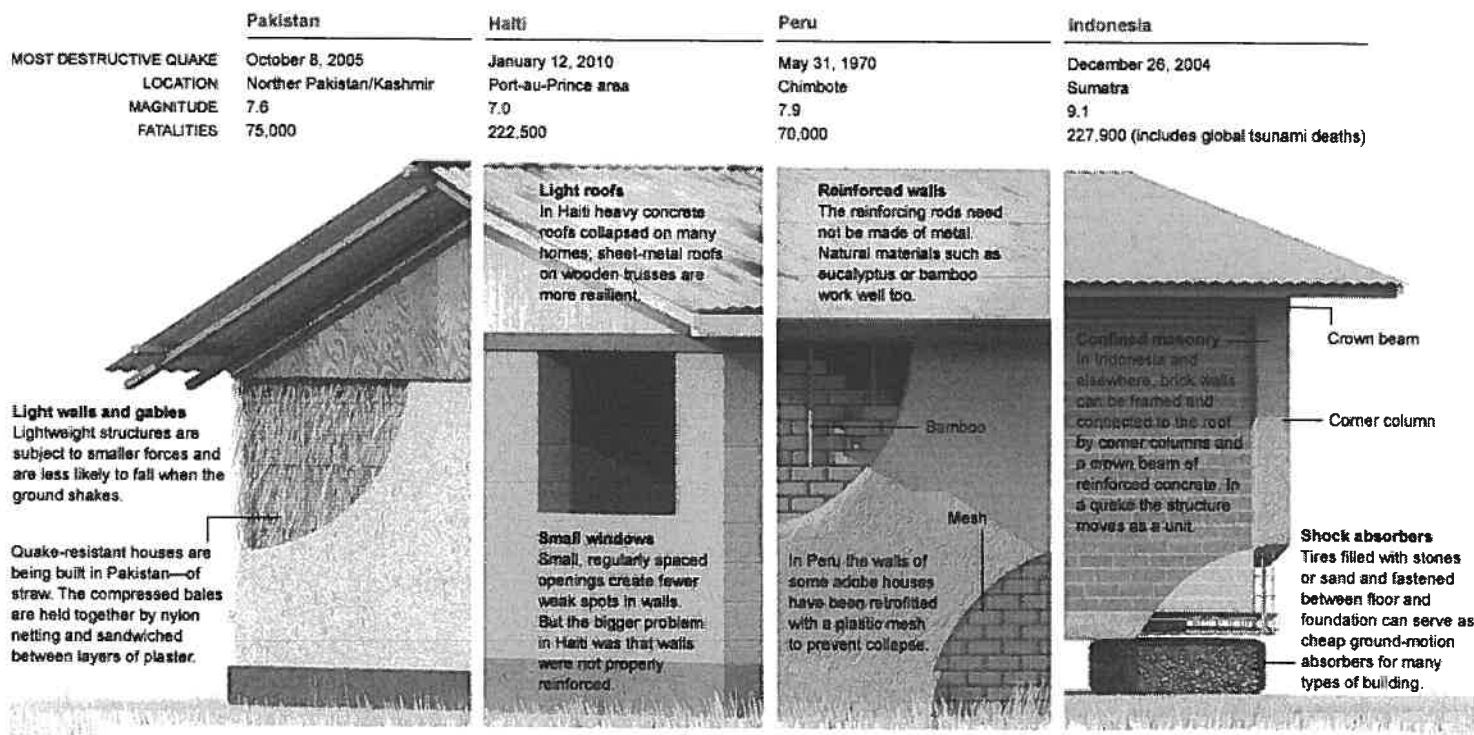 Pakistan
Haiti
Peru
Indonesia
MOST DESTRUCTIVE QUAKE
LOCATION
MAGNITUDE
FATALITIES
October 8, 2005
Norther Pakistan/Kashmir
7.6
75,000
January 12, 2010
Port-au-Prince area
7.0
222,500
May 31, 1970
Chimbote
7.9
70,000
December 26, 2004
Sumatra
9.1
227,900 (includes global tsunami deaths)
Light walls and gables
Lightweight structures are
subject to smaller forces and
are less likely to fall when the
ground shakes.
Quake-resistant houses are
being built in Pakistan—of
straw. The compressed bales
are held together by nylon
netting and sandwiched
between layers of plaster.
Light roofs
In Haiti heavy concrete
roofs collapsed on many
homes; sheet-metal roofs
on wooden trusses are
more resilient.
Small windows
Small, regularly spaced
openings create fewer
weak spots in walls.
But the bigger problem
in Haiti was that walls
were not properly
reinforced.
Reinforced walls
The reinforcing rods need
not be made of metal.
Natural materials such as
eucalyptus or bamboo
work well too.
Bamboo
Mesh
In Peru the walls of
some adobe houses
have been retrofitted
with a plastic mesh
to prevent collapse.
Confined masonry
In Indonesia and
elsewhere, brick walls
can be framed and
connected to the roof
by corner columns and
a crown beam of
reinforced concrete. In
a quake the structure
moves as a unit.
Crown beam
Corner column
Shock absorbers
Tires filled with stones
or sand and fastened
between floor and
foundation can serve as
cheap ground-motion
absorbers for many
types of building.